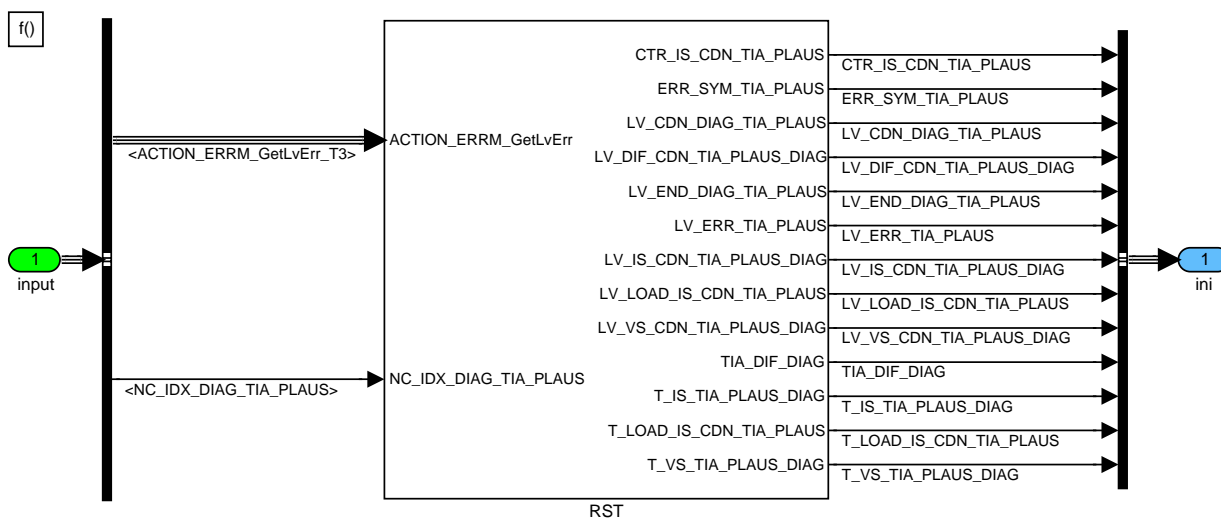 f()
CTR_IS_CDN_TIA_PLAUS
CTR_IS_CDN_TIA_PLAUS
ERR_SYM_TIA_PLAUS
ERR_SYM_TIA_PLAUS
LV_CDN_DIAG_TIA_PLAUS
LV_CDN_DIAG_TIA_PLAUS
ACTION_ERRM_GetLvErr
<ACTION_ERRM_GetLvErr_T3>
LV_DIF_CDN_TIA_PLAUS_DIAG
LV_DIF_CDN_TIA_PLAUS_DIAG
LV_END_DIAG_TIA_PLAUS
LV_END_DIAG_TIA_PLAUS
LV_ERR_TIA_PLAUS
LV_ERR_TIA_PLAUS
1
input
LV_IS_CDN_TIA_PLAUS_DIAG
LV_IS_CDN_TIA_PLAUS_DIAG
1
ini
LV_LOAD_IS_CDN_TIA_PLAUS
LV_LOAD_IS_CDN_TIA_PLAUS
LV_VS_CDN_TIA_PLAUS_DIAG
LV_VS_CDN_TIA_PLAUS_DIAG
TIA_DIF_DIAG
TIA_DIF_DIAG
NC_IDX_DIAG_TIA_PLAUS
<NC_IDX_DIAG_TIA_PLAUS>
T_IS_TIA_PLAUS_DIAG
T_IS_TIA_PLAUS_DIAG
T_LOAD_IS_CDN_TIA_PLAUS
T_LOAD_IS_CDN_TIA_PLAUS
T_VS_TIA_PLAUS_DIAG
T_VS_TIA_PLAUS_DIAG
RST